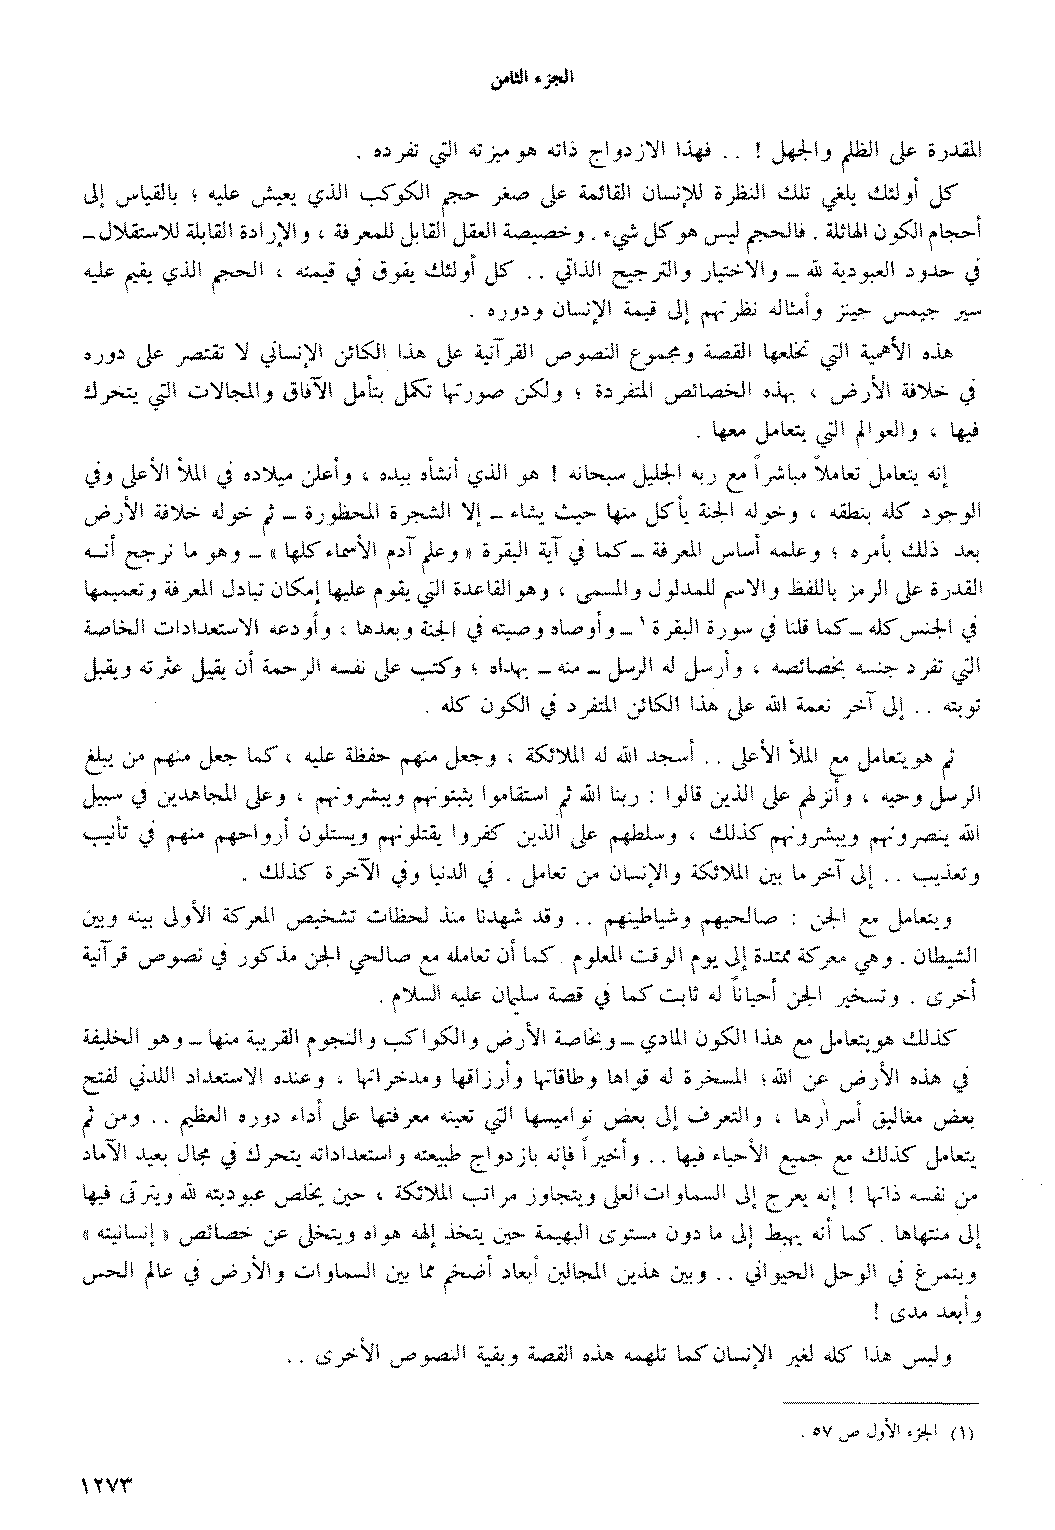 الجزء الثامن
المقدرة على الظلم والجهل ! .. فهذا الازدواج ذاته هو ميزته التي تفرده .
كل أولئك يلغي تلك النظرة للإنسان القائمة على صغر حجم الكوكب الذي يعيش عليه ؛ بالقياس إلى
أحجام الكون الهائلة . فالحجم ليس هو كل شيء . وخصيصة العقل القابل للمعرفة ، والإرادة القابلة للاستقلال ــ
في حدود العبودية لله ــ والاختيار والترجيح الذاتي .. كل أولئك يفوق في قيمته ، الحجم الذي يقيم عليه
سير جيمس جينز وأمثاله نظرتهم إلى قيمة الإنسان ودوره .
هذه الأهمية التي تخلعها القصة ومجموع النصوص القرآنية على هذا الكائن الإنساني لا تقتصر على دوره
في خلافة الأرض ، بهذه الخصائص المتفردة ؛ ولكن صورتها تكمل بتأمل الآفاق والمجالات التي يتحرك
فيها ، والعوالم التي يتعامل معها .
إنه يتعامل تعاملاً مباشراً مع ربه الجليل سبحانه ! هو الذي أنشأه بيده ، وأعلن ميلاده في الملأ الأعلى وفي
الوجود كله بنطقه ، وخوله الجنة يأكل منها حيث يشاء ــ إلا الشجرة المحظورة ــ ثم خوله خلافة الأرض
بعد ذلك بأمره ؛ وعلمه أساس المعرفة ــ كما في آية البقرة « وعلم آدم الأسماء كلها » ــ وهو ما نرجح أنه
القدرة على الرمز باللفظ والاسم للمدلول والمسمى ، وهو القاعدة التي يقوم عليها إمكان تبادل المعرفة وتعميمها
في الجنس كله ــ كما قلنا في سورة البقرة ١ ــ وأوصاه وصيته في الجنة وبعدها ، وأودعه الاستعدادات الخاصة
التي تفرد جنسه بخصائصه ، وأرسل له الرسل ــ منه ــ بهداه ؛ وكتب على نفسه الرحمة أن يقيل عثرته ويقبل
توبته .. إلى آخر نعمة الله على هذا الكائن المتفرد في الكون كله .
ثم هو يتعامل مع الملأ الأعلى .. أسجد الله له الملائكة ، وجعل منهم حفظة عليه ، كما جعل منهم من يبلغ
الرسل وحيه ، وأنزلهم على الذين قالوا : ربنا الله ثم استقاموا يثبتونهم ويبشرونهم ، وعلى المجاهدين في سبيل
الله ينصرونهم ويبشرونهم كذلك ، وسلطهم على الذين كفروا يقتلونهم ويستلون أرواحهم منهم في تأنيب
وتعذيب .. إلى آخر ما بين الملائكة والإنسان من تعامل . في الدنيا وفي الآخرة كذلك .
ويتعامل مع الجن : صالحيهم وشياطينهم .. وقد شهدنا منذ لحظات تشخيص المعركة الأولى بينه وبين
الشيطان . وهي معركة ممتدة إلى يوم الوقت المعلوم . كما أن تعامله مع صالحي الجن مذكور في نصوص قرآنية
أخرى . وتسخير الجن أحياناً له ثابت كما في قصة سليمان عليه السلام .
كذلك هو يتعامل مع هذا الكون المادي ــ وبخاصة الأرض والكواكب والنجوم القريبة منها ــ وهو الخليفة
في هذه الأرض عن الله؛ المسخرة له قواها وطاقاتها وأرزاقها ومدخراتها ، وعنده الاستعداد اللدني لفتح
بعض مغاليق أسرارها ، والتعرف إلى بعض نواميسها التي تعينه معرفتها على أداء دوره العظيم .. ومن ثم
يتعامل كذلك مع جميع الأحياء فيها .. وأخيراً فإنه بازدواج طبيعته واستعداداته يتحرك في مجال بعيد الآماد
من نفسه ذاتها ! إنه يعرج إلى السماوات العلى ويتجاوز مراتب الملائكة ، حين يخلص عبوديته لله ويترقى فيها
إلى منتهاها . كما أنه يهبط إلى ما دون مستوى البهيمة حين يتخذ إلهه هواه ويتخلى عن خصائص « إنسانيته »
ويتمرغ في الوحل الحيواني .. وبين هذين المجالين أبعاد أضخم مما بين السماوات والأرض في عالم الحس
وأبعد مدى !
وليس هذا كله لغير الإنسان كما تلهمه هذه القصة وبقية النصوص الأخرى ..
(١) الجزء الأول ص ٥٧ .
١٢٧٣